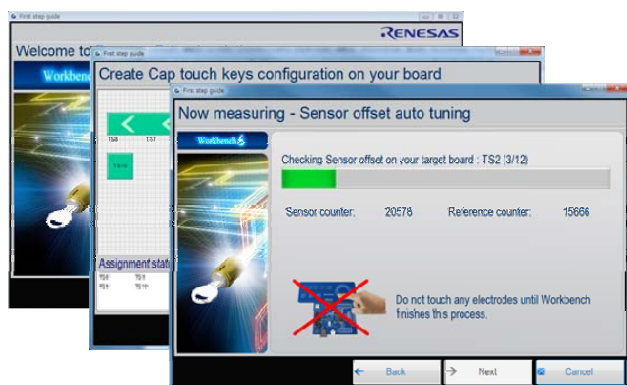 First step guide
RENESAS
Welcome to
Workben
First step guide
Create Cap touch keys configuration on your board
TS8 TS7
Assignment stat
First step guide
Now measuring - Sensor offset auto tuning
Workbench6
Checking Sensor offset on your target board : TS2 (3/12)
Sensor counter: 20578 Reference counter: 15666
Do not touch any electrodes until Workbench
finishes this process.
Back Next Cancel